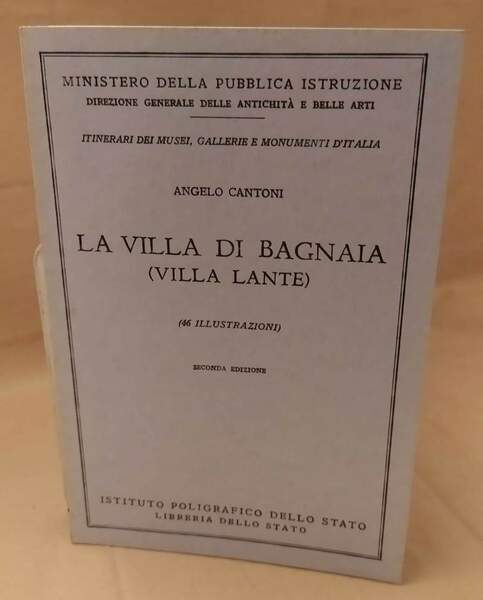 MINISTERO DELLA PUBBLICA ISTRUZIONE
DIREZIONE GENERALE DELLE ANTICHITÀ E BELLE ARTI
ITINERARI DEI MUSEI, GALLERIE E MONUMENTI D'ITALIA
ANGELO CANTONI
LA VILLA DI BAGNAIA
(VILLA LANTE)
(46 ILLUSTRAZIONI)
SECONDA EDIZIONE
ISTITUTO POLIGRAFICO DELLO STATO
LIBRERIA DELLO STATO